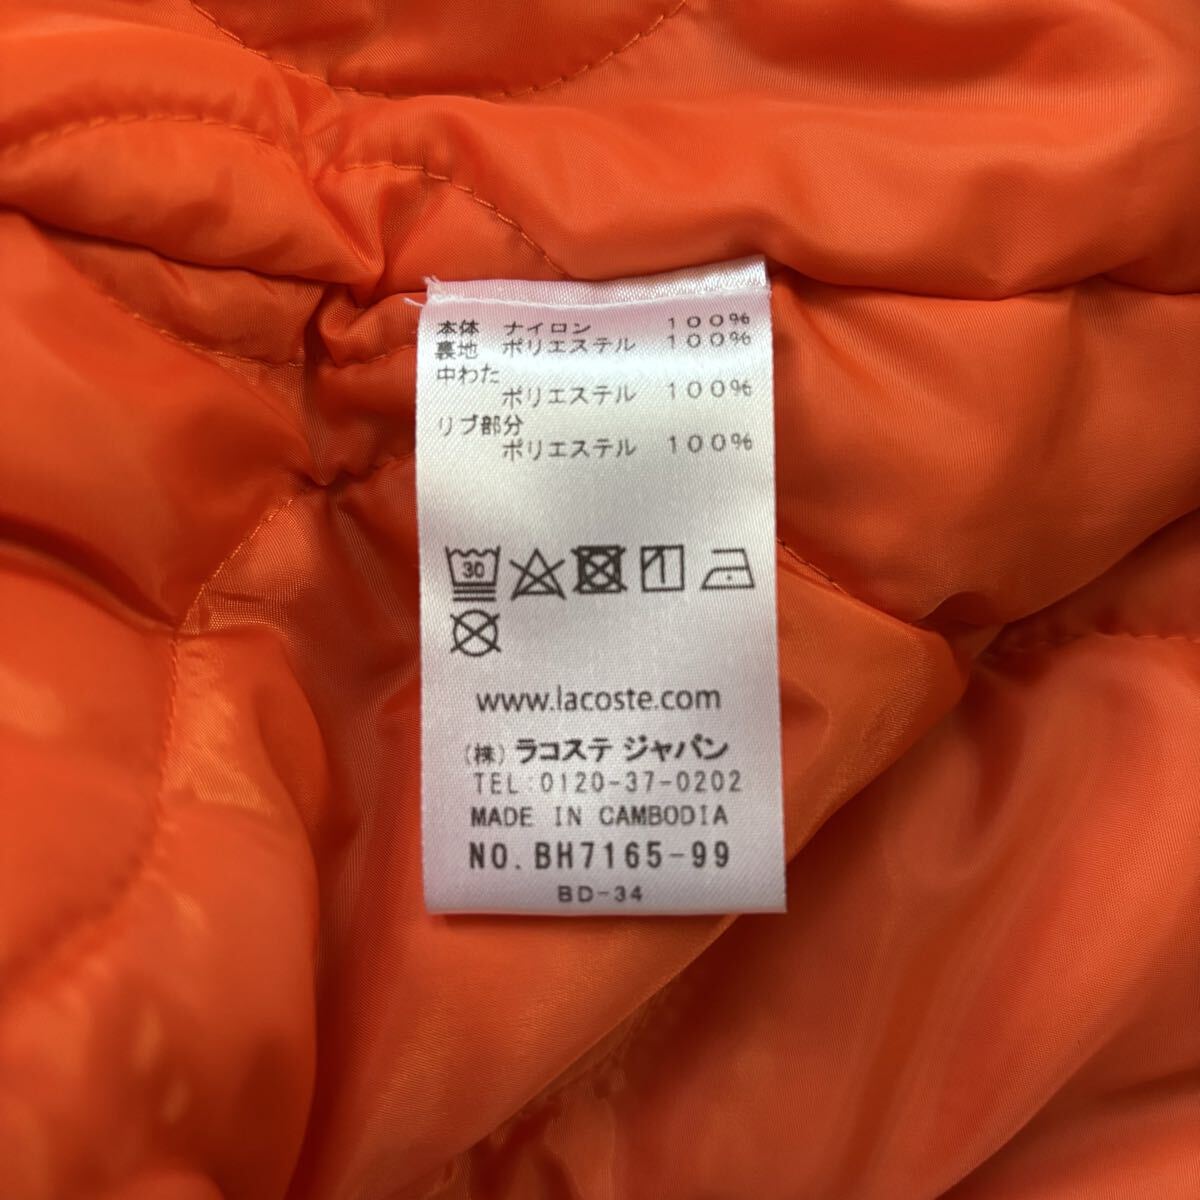 本体 ナイロン 100%
裏地 ポリエステル 100%
中わた
ポリエステル 100%
リブ部分
ポリエステル 100%
30
www.lacoste.com
(株) ラコステ ジャパン
TEL:0120-37-0202
MADE IN CAMBODIA
NO. BH7165-99
BD-34